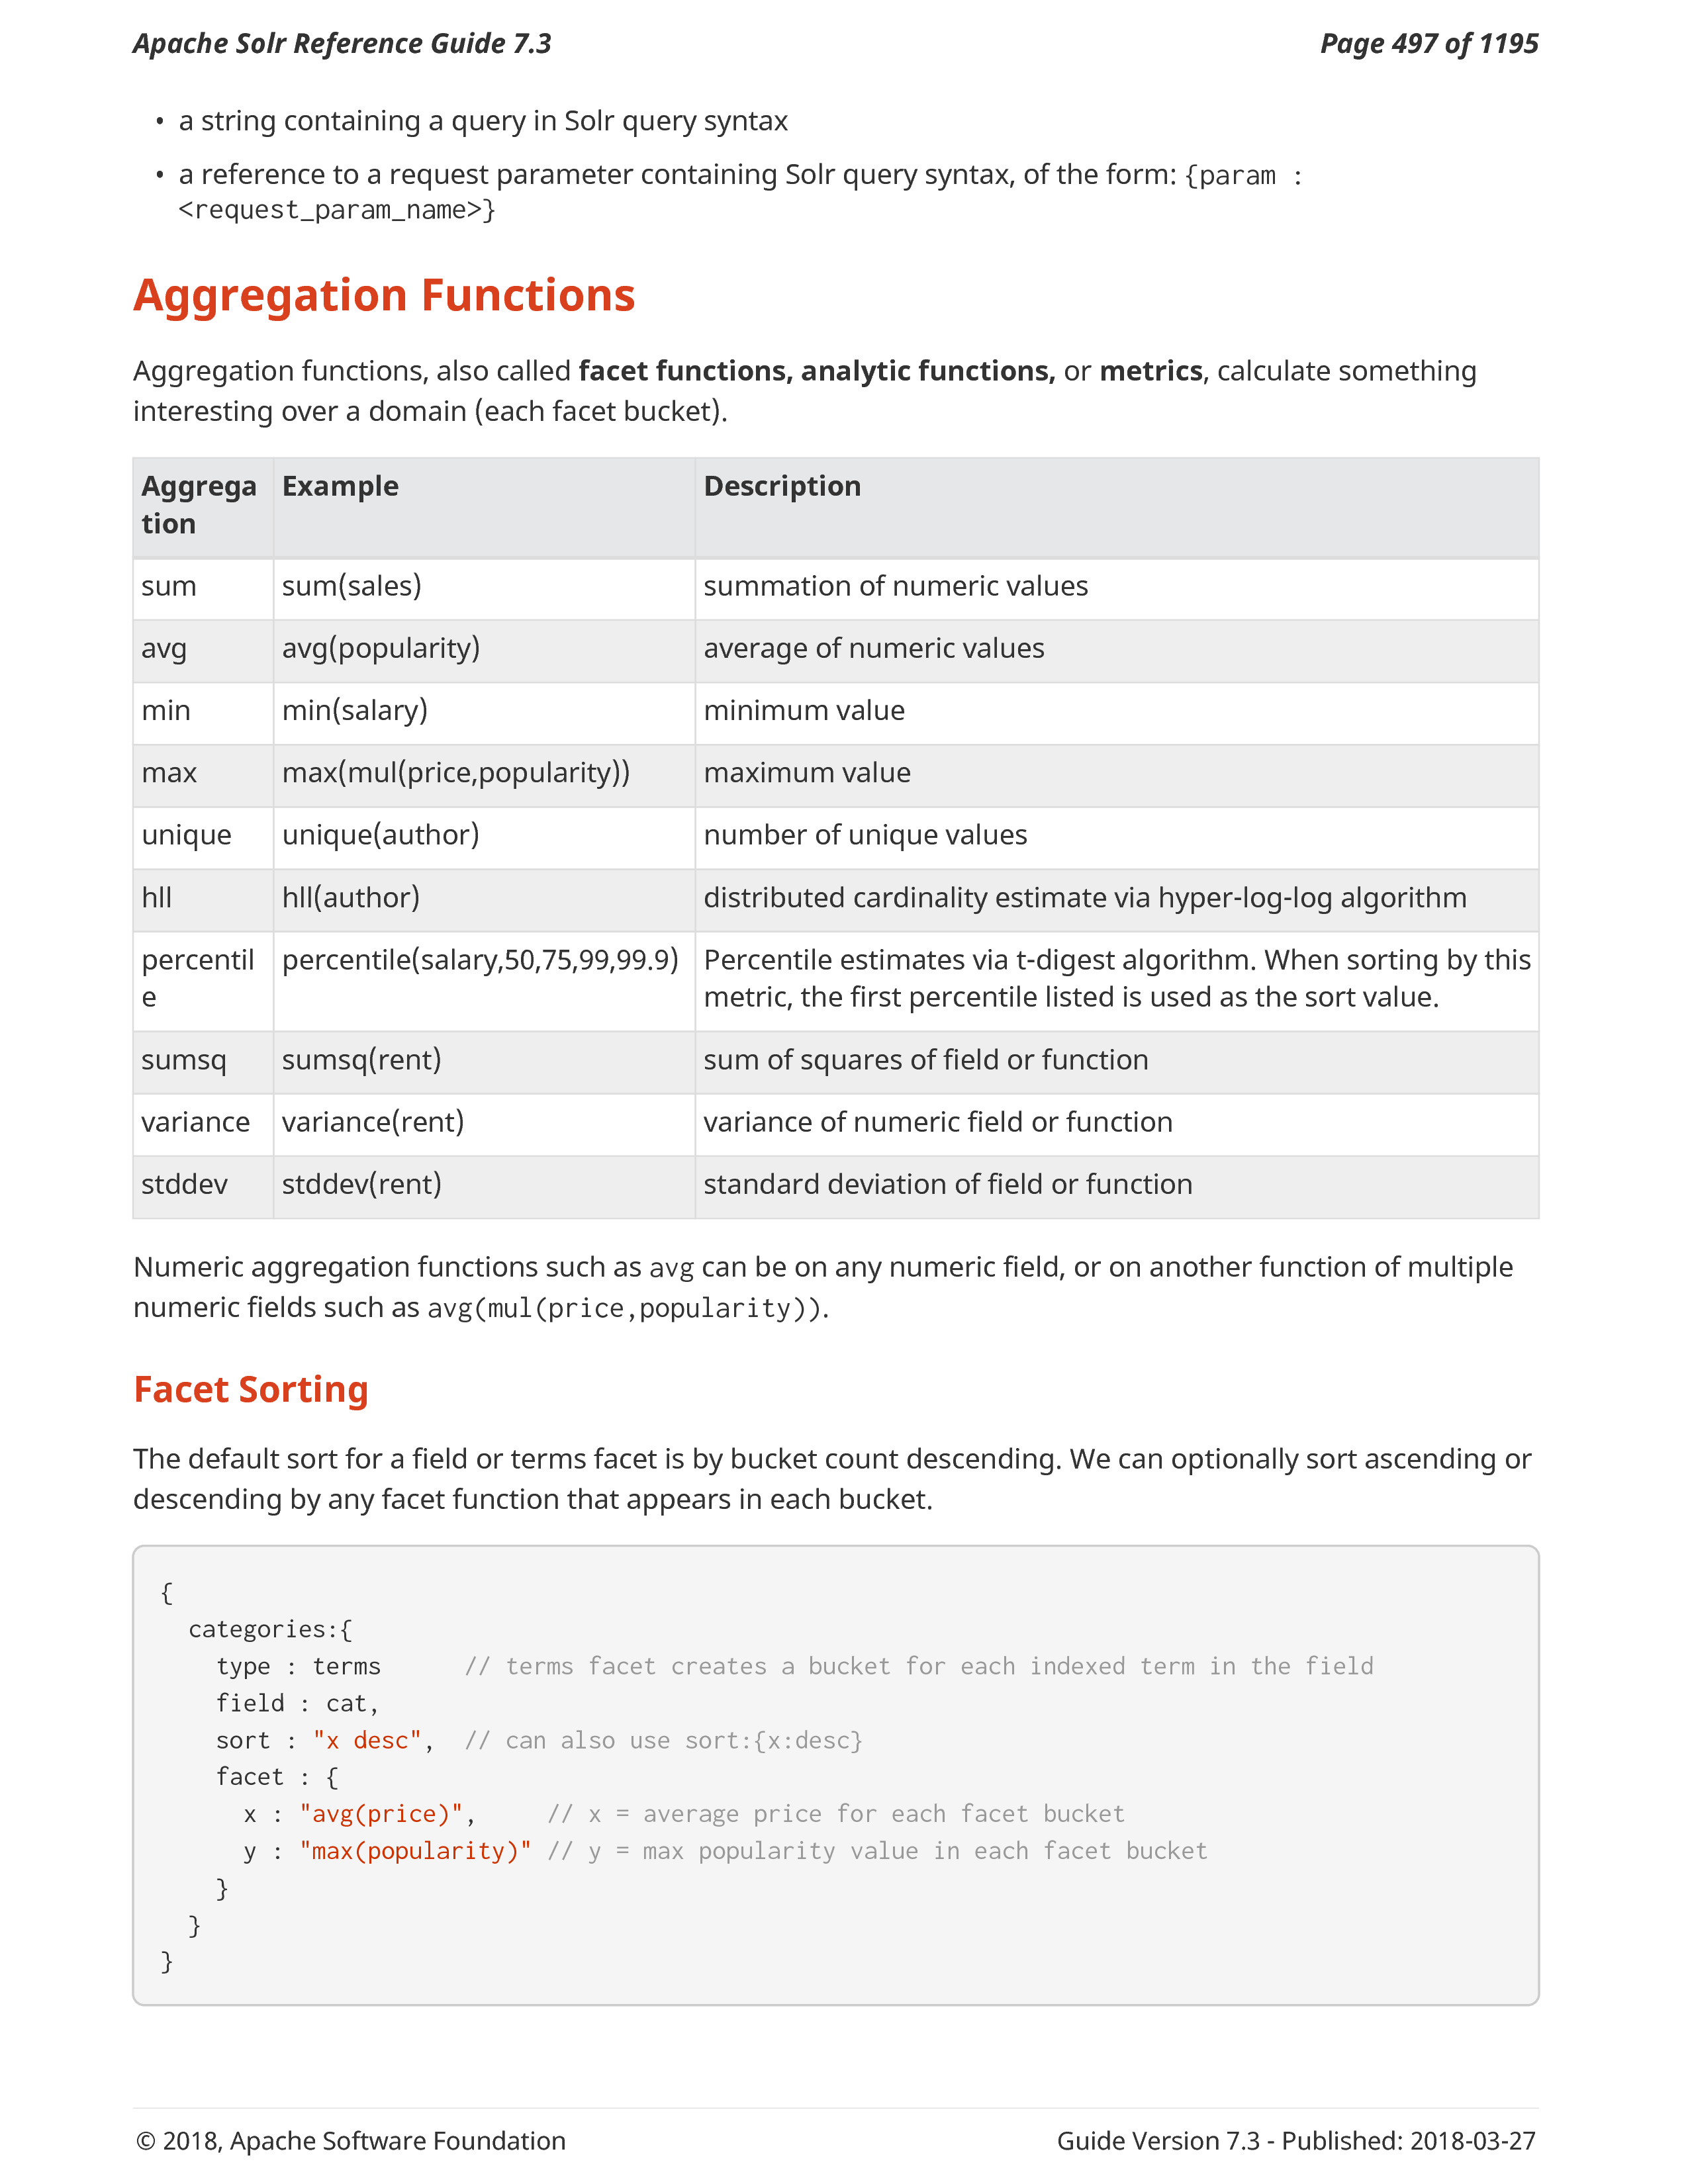 Apache Solr Reference Guide 7.3 Page 497 of 1195
• a string containing a query in Solr query syntax
• a reference to a request parameter containing Solr query syntax, of the form: {param :
<request_param_name>}
Aggregation Functions
Aggregation functions, also called facet functions, analytic functions, or metrics, calculate something
interesting over a domain (each facet bucket).
Aggrega Example Description
tion
sum sum(sales) summation of numeric values
avg avg(popularity) average of numeric values
min min(salary) minimum value
max max(mul(price,popularity)) maximum value
unique unique(author) number of unique values
hll hll(author) distributed cardinality estimate via hyper-log-log algorithm
percentil percentile(salary,50,75,99,99.9) Percentile estimates via t-digest algorithm. When sorting by this
e metric, the first percentile listed is used as the sort value.
sumsq sumsq(rent) sum of squares of field or function
variance variance(rent) variance of numeric field or function
stddev stddev(rent) standard deviation of field or function
Numeric aggregation functions such as avg can be on any numeric field, or on another function of multiple
numeric fields such as avg(mul(price,popularity)).
Facet Sorting
The default sort for a field or terms facet is by bucket count descending. We can optionally sort ascending or
descending by any facet function that appears in each bucket.
{
  categories:{
    type : terms      // terms facet creates a bucket for each indexed term in the field
    field : cat,
    sort : "x desc",  // can also use sort:{x:desc}
    facet : {
      x : "avg(price)",     // x = average price for each facet bucket
      y : "max(popularity)" // y = max popularity value in each facet bucket
    }
  }
}
© 2018, Apache Software Foundation Guide Version 7.3 - Published: 2018-03-27